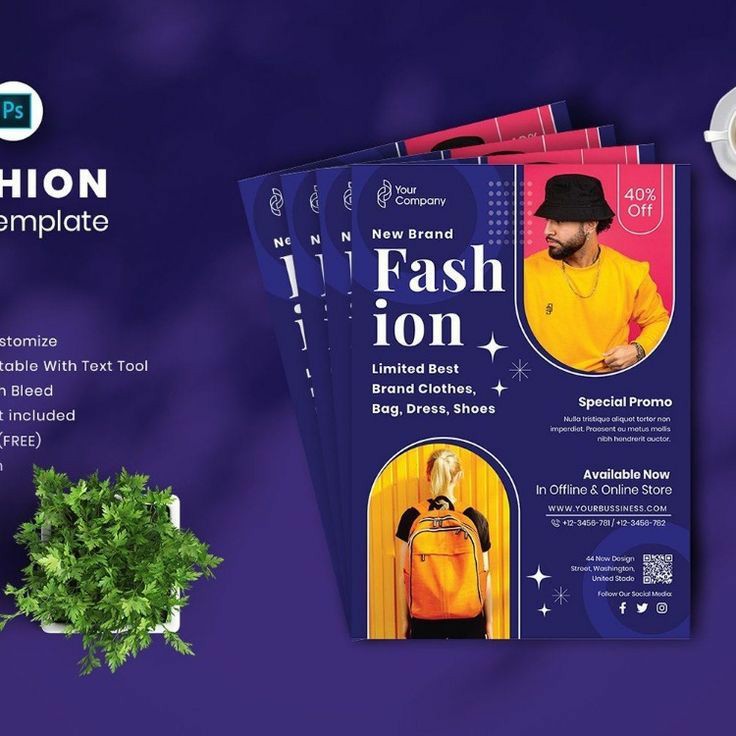 Ps
HION
emplate
stomize
table With Text Tool
Bleed
t included
(FREE)
Your
Company
New Brand
Fash
ion
Limited Best
Brand Clothes,
Bag, Dress, Shoes
40%
Off
Special Promo
Nulla tristique aliquet tortor non
imperdiet. Praesent eu metus mollis
nibh hendrerit auctor.
Available Now
In Offline & Online Store
WWW.YOURBUSSINESS.COM
+12-3456-781 / +12-3456-782
44 New Design
Street, Washington,
United Stade
Follow Our Social Media: